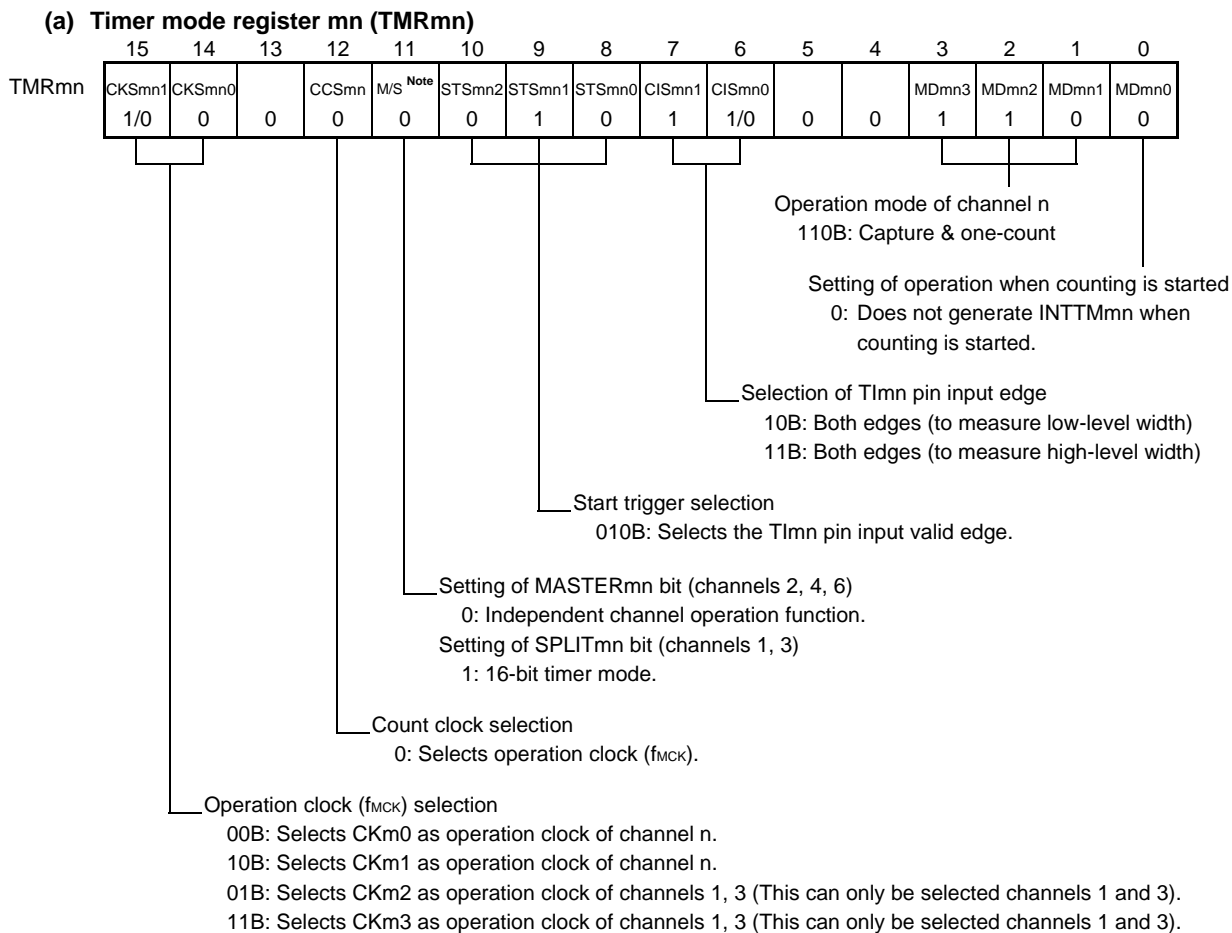 (a) Timer mode register mn (TMRmn)
15 14 13 12 11 10 9 8 7 6 5 4 3 2 1 0
TMRmn CKSmn1 CKSmn0 CCSmn M/S Note STSmn2 STSmn1 STSmn0 CISmn1 CISmn0 MDmn3 MDmn2 MDmn1 MDmn0
1/0 0 0 0 0 0 1 0 1 1/0 0 0 1 1 0 0
Operation mode of channel n
110B: Capture & one-count
Setting of operation when counting is started
0: Does not generate INTTMmn when
counting is started.
Selection of TImn pin input edge
10B: Both edges (to measure low-level width)
11B: Both edges (to measure high-level width)
Start trigger selection
010B: Selects the TImn pin input valid edge.
Setting of MASTERmn bit (channels 2, 4, 6)
0: Independent channel operation function.
Setting of SPLITmn bit (channels 1, 3)
1: 16-bit timer mode.
Count clock selection
0: Selects operation clock (fMCK).
Operation clock (fMCK) selection
00B: Selects CKm0 as operation clock of channel n.
10B: Selects CKm1 as operation clock of channel n.
01B: Selects CKm2 as operation clock of channels 1, 3 (This can only be selected channels 1 and 3).
11B: Selects CKm3 as operation clock of channels 1, 3 (This can only be selected channels 1 and 3).